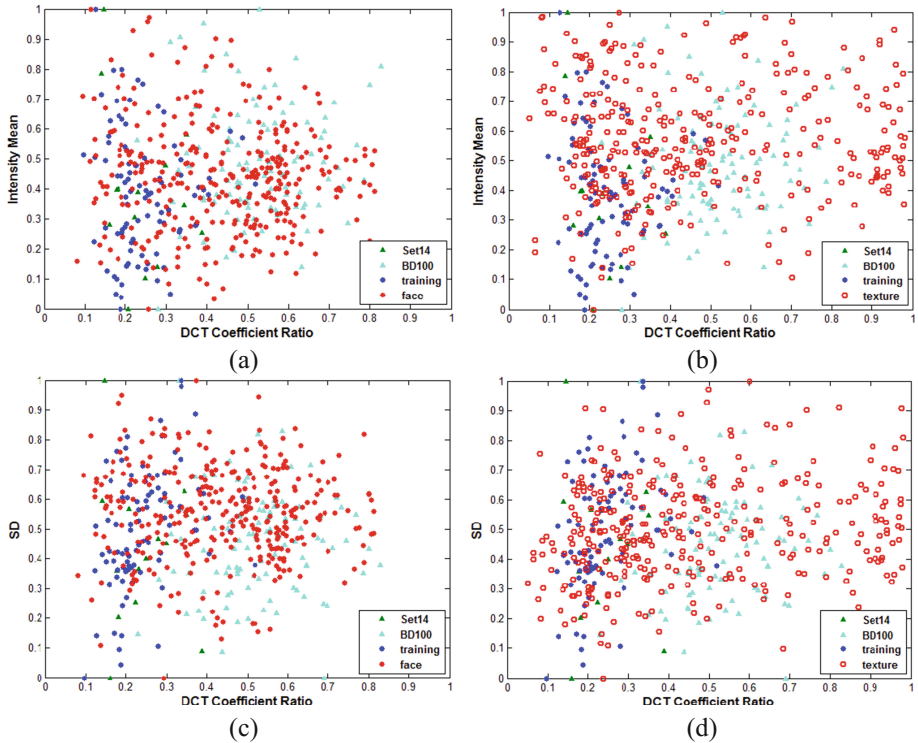 1 1
0.9 0.9
0.8 0.8
0.7 0.7
0.6 0.6
0.5 0.5
0.4 0.4
0.3 0.3
0.2 0.2
0.1 0.1
0 0
Intensity Mean Intensity Mean
Set14 Set14
BD100 BD100
training training
face texture
0.1 0.2 0.3 0.4 0.5 0.6 0.7 0.8 0.9 1 0 0.1 0.2 0.3 0.4 0.5 0.6 0.7 0.8 0.9 1
DCT Coefficient Ratio DCT Coefficient Ratio
(a) (b)
1 1
0.9 0.9
0.8 0.8
0.7 0.7
0.6 0.6
0.5 0.5
0.4 0.4
0.3 0.3
0.2 0.2
0.1 0.1
0 0
SD SD
Set14 Set14
BD100 BD100
training training
face texture
0 0.1 0.2 0.3 0.4 0.5 0.6 0.7 0.8 0.9 1 0 0.1 0.2 0.3 0.4 0.5 0.6 0.7 0.8 0.9 1
DCT Coefficient Ratio DCT Coefficient Ratio
(c) (d)